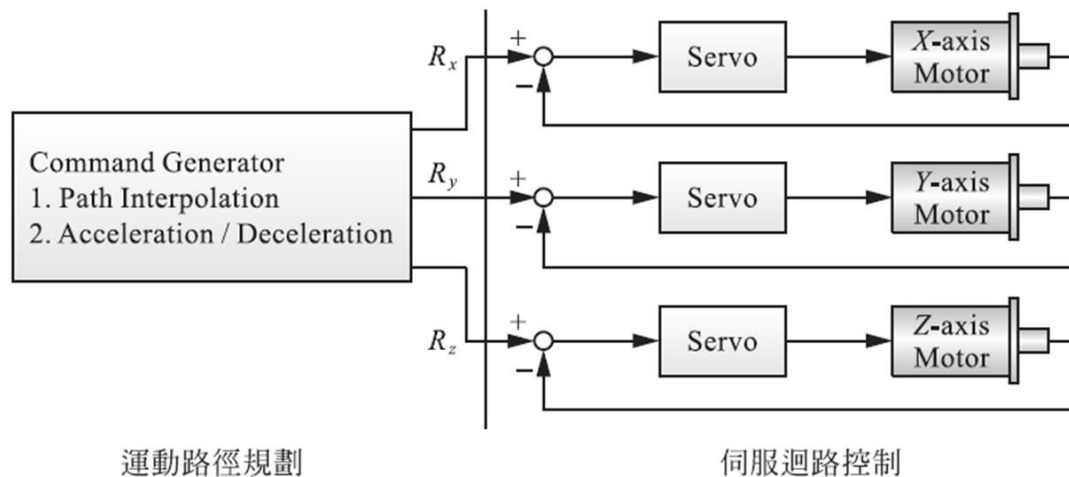 Command Generator
1. Path Interpolation
2. Acceleration / Deceleration
R_x
+
−
Servo
X-axis
Motor
R_y
+
−
Servo
Y-axis
Motor
R_z
+
−
Servo
Z-axis
Motor
運動路徑規劃
伺服迴路控制